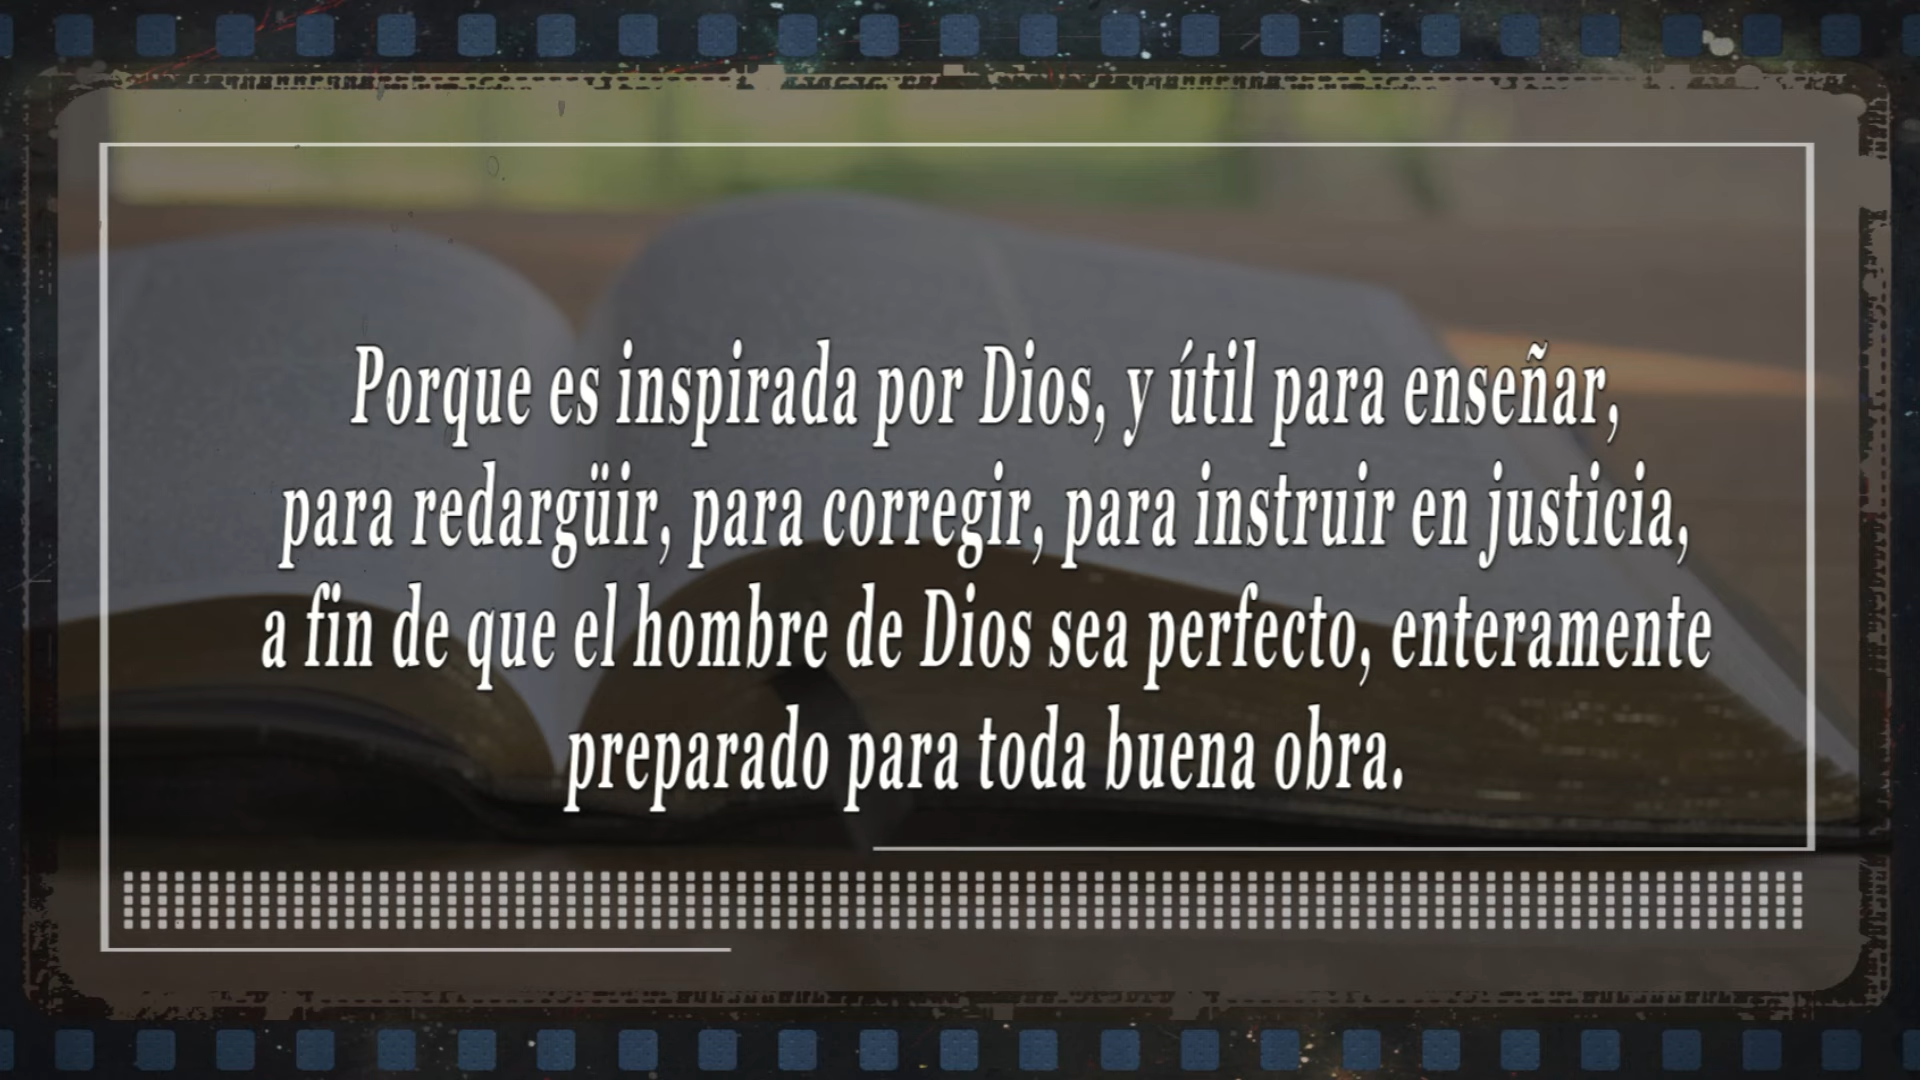 Porque es inspirada por Dios, y útil para enseñar,
para redargüir, para corregir, para instruir en justicia,
a fin de que el hombre de Dios sea perfecto, enteramente
preparado para toda buena obra.